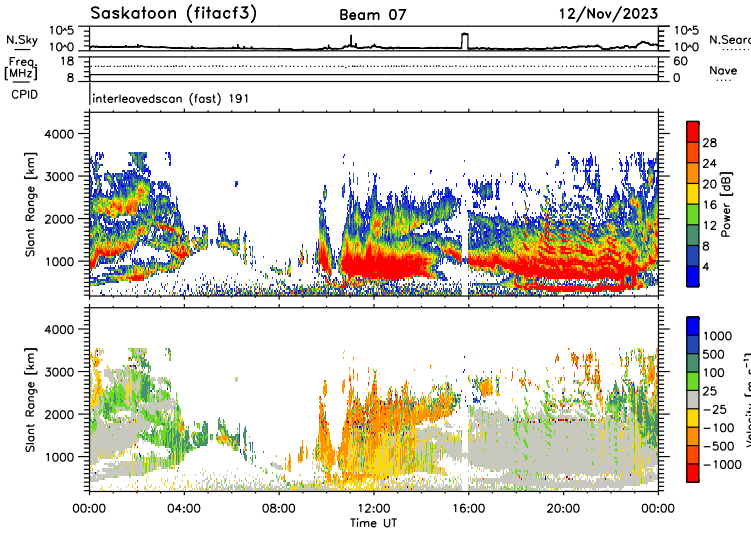 Saskatoon (fitacf3) Beam 07 12/Nov/2023
N.Sky 10^5 10^0 10^5 10^0 N.Sear
Freq. [MHz] 18 8 60 0 Nave
CPID interleavedscan (fast) 191
Slant Range [km] 4000 3000 2000 1000
28 24 20 16 12 8 4 Power [dB]
Slant Range [km] 4000 3000 2000 1000
1000 500 100 25 -25 -100 -500 -1000 Velocity [m s^-1]
00:00 04:00 08:00 12:00 16:00 20:00 00:00
Time UT